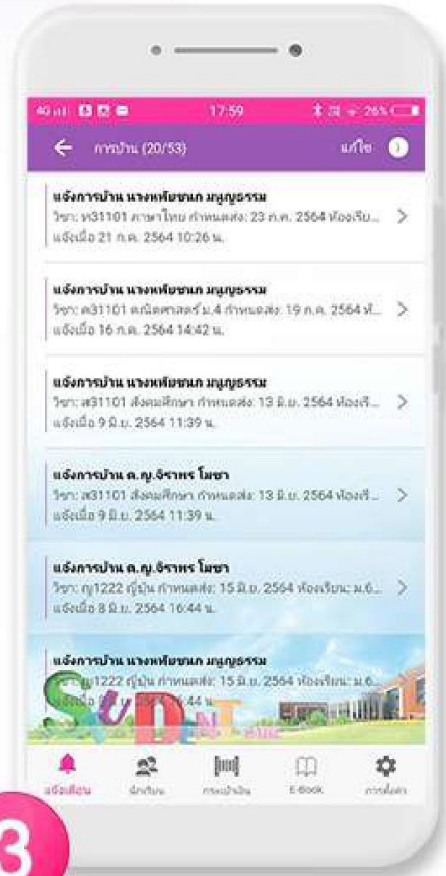 4G 17:59 26%
การบ้าน (20/53) แก้ไข
แจ้งการบ้าน นางหทัยชนก มนูญธรรม
วิชา: ท31101 ภาษาไทย กำหนดส่ง: 23 ก.ค. 2564 ห้องเรีย...
แจ้งเมื่อ 21 ก.ค. 2564 10:26 น.
แจ้งการบ้าน นางหทัยชนก มนูญธรรม
วิชา: ค31101 คณิตศาสตร์ ม.4 กำหนดส่ง: 19 ก.ค. 2564 ห้...
แจ้งเมื่อ 16 ก.ค. 2564 14:42 น.
แจ้งการบ้าน นางหทัยชนก มนูญธรรม
วิชา: ส31101 สังคมศึกษา กำหนดส่ง: 13 มิ.ย. 2564 ห้องเรี...
แจ้งเมื่อ 9 มิ.ย. 2564 11:39 น.
แจ้งการบ้าน ด.ญ.จิราพร โมชา
วิชา: ส31101 สังคมศึกษา กำหนดส่ง: 13 มิ.ย. 2564 ห้องเรี...
แจ้งเมื่อ 9 มิ.ย. 2564 11:39 น.
แจ้งการบ้าน ด.ญ.จิราพร โมชา
วิชา: ญ1222 ญี่ปุ่น กำหนดส่ง: 15 มิ.ย. 2564 ห้องเรียน: ม.6...
แจ้งเมื่อ 8 มิ.ย. 2564 16:44 น.
แจ้งการบ้าน นางหทัยชนก มนูญธรรม
ญ1222 ญี่ปุ่น กำหนดส่ง: 15 มิ.ย. 2564 ห้องเรียน: ม.6...
44 น.
STUDENT
แจ้งเตือน นักเรียน กระเป๋าเงิน E-Book การตั้งค่า
3